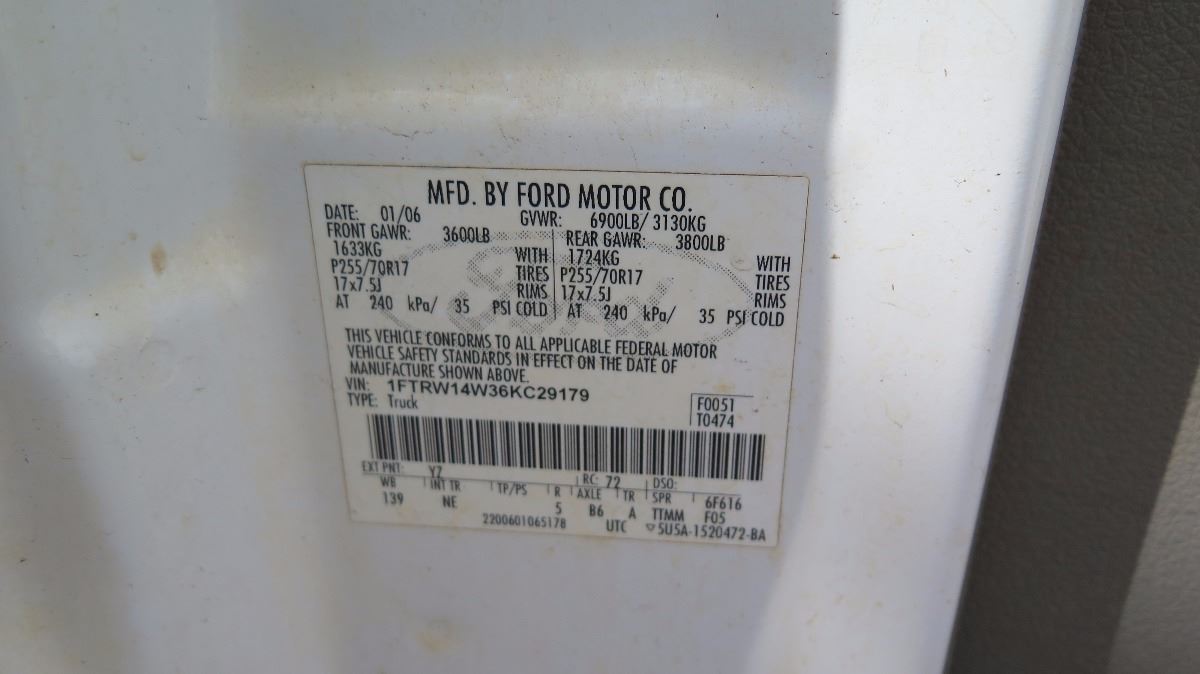 MFD. BY FORD MOTOR CO.
DATE: 01/06 GVWR: 6900LB/ 3130KG
FRONT GAWR: 3600LB REAR GAWR: 3800LB
1633KG WITH 1724KG WITH
P255/70R17 TIRES P255/70R17 TIRES
17x7.5J RIMS 17x7.5J RIMS
AT 240 kPa/ 35 PSI COLD AT 240 kPa/ 35 PSI COLD
THIS VEHICLE CONFORMS TO ALL APPLICABLE FEDERAL MOTOR
VEHICLE SAFETY STANDARDS IN EFFECT ON THE DATE OF
MANUFACTURE SHOWN ABOVE.
VIN: 1FTRW14W36KC29179
TYPE: Truck F0051
T0474
EXT PNT: YZ RC: 72 DSO:
WB INT TR TP/PS R AXLE TR SPR 6F616
139 NE 5 B6 A TTMM F05
2200601065178 UTC ▽5U5A-1520472-BA